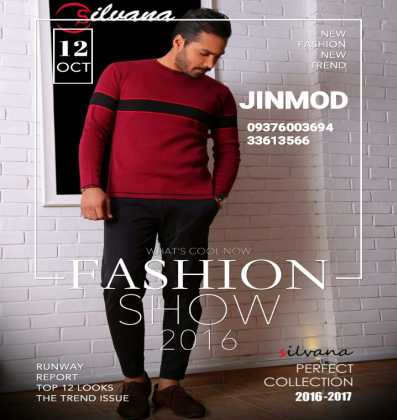 Silvana
12
OCT
NEW
FASHION
NEW
TREND
JINMOD
09376003694
33613566
WHAT'S COOL NOW
FASHION
SHOW
2016
silvana
PERFECT
COLLECTION
2016-2017
RUNWAY
REPORT
TOP 12 LOOKS
THE TREND ISSUE